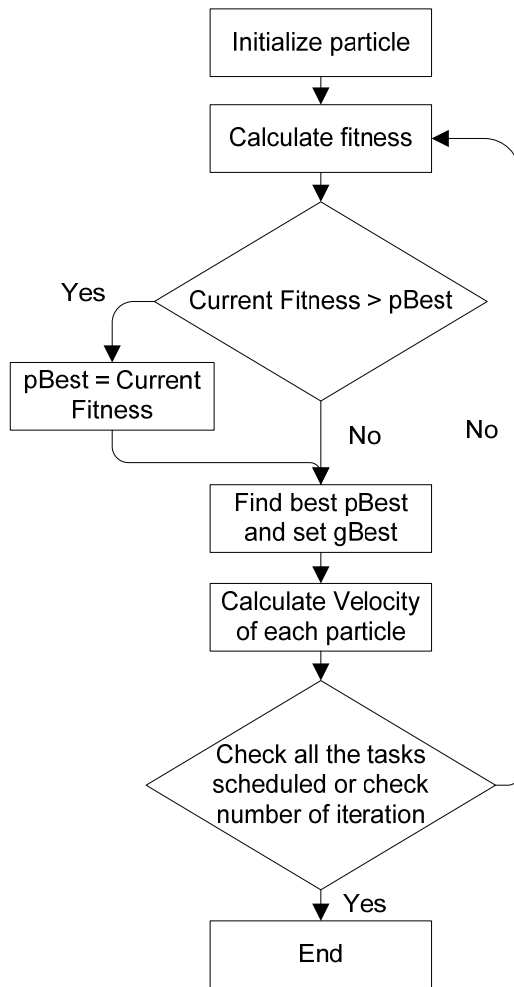 Initialize particle
Calculate fitness
Current Fitness > pBest
Yes
pBest = Current
Fitness
No
No
Find best pBest
and set gBest
Calculate Velocity
of each particle
Check all the tasks
scheduled or check
number of iteration
Yes
End